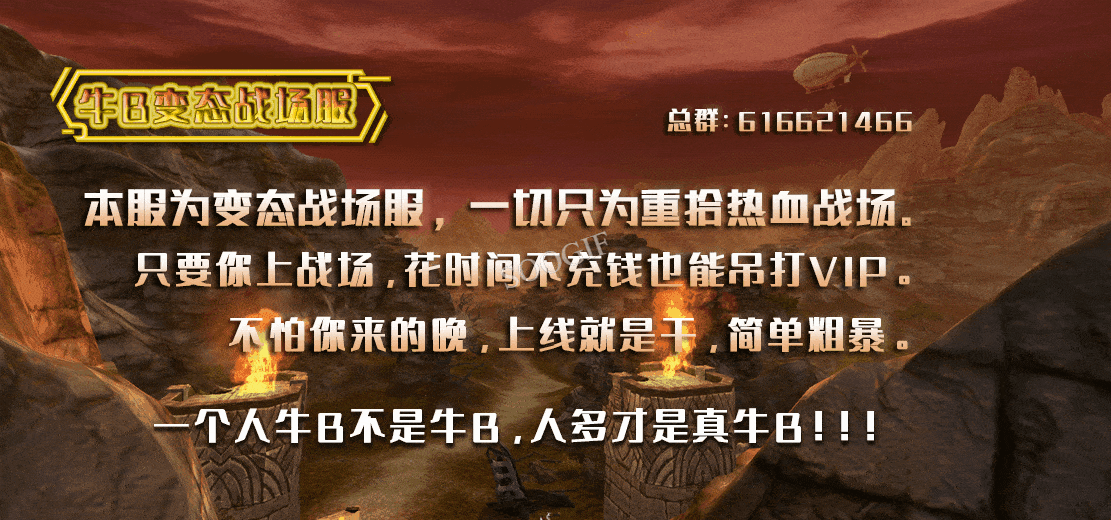 牛B变态战场服
总群:616621466
本服为变态战场服，一切只为重拾热血战场。
只要你上战场,花时间不充钱也能吊打VIP。
不怕你来的晚,上线就是干,简单粗暴。
一个人牛B不是牛B,人多才是真牛B!!!